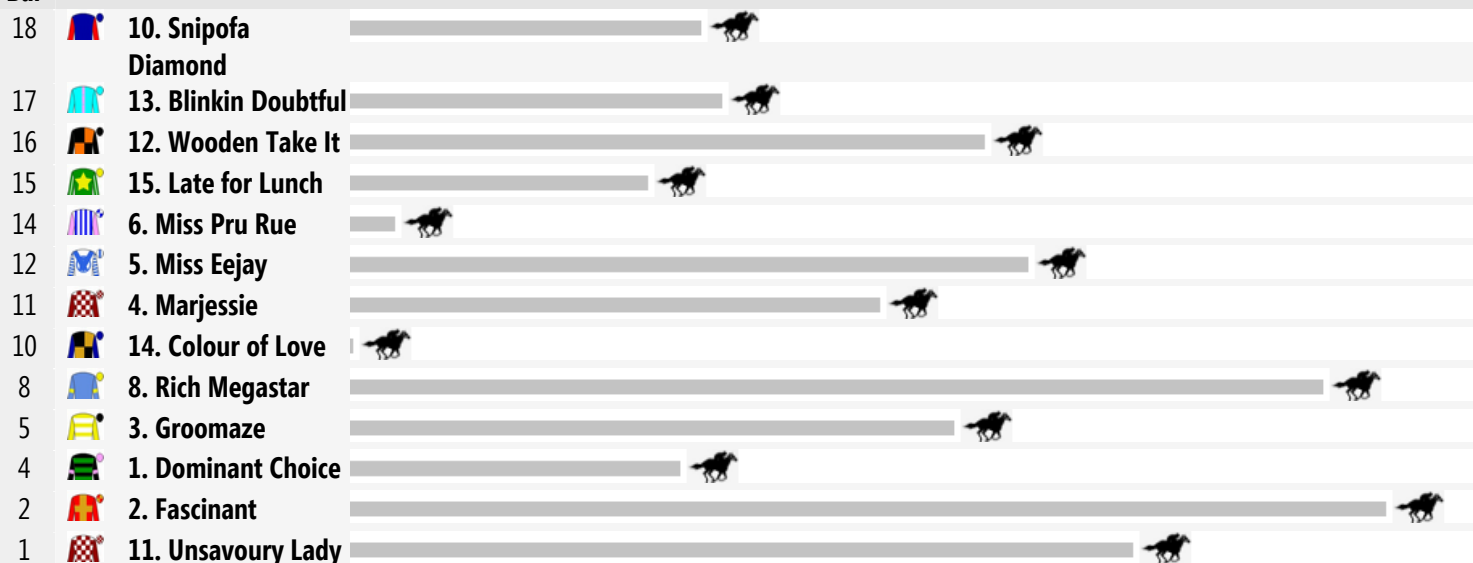 18 10. Snipofa
Diamond
17 13. Blinkin Doubtful
16 12. Wooden Take It
15 15. Late for Lunch
14 6. Miss Pru Rue
12 5. Miss Eejay
11 4. Marjessie
10 14. Colour of Love
8 8. Rich Megastar
5 3. Groomaze
4 1. Dominant Choice
2 2. Fascinant
1 11. Unsavoury Lady